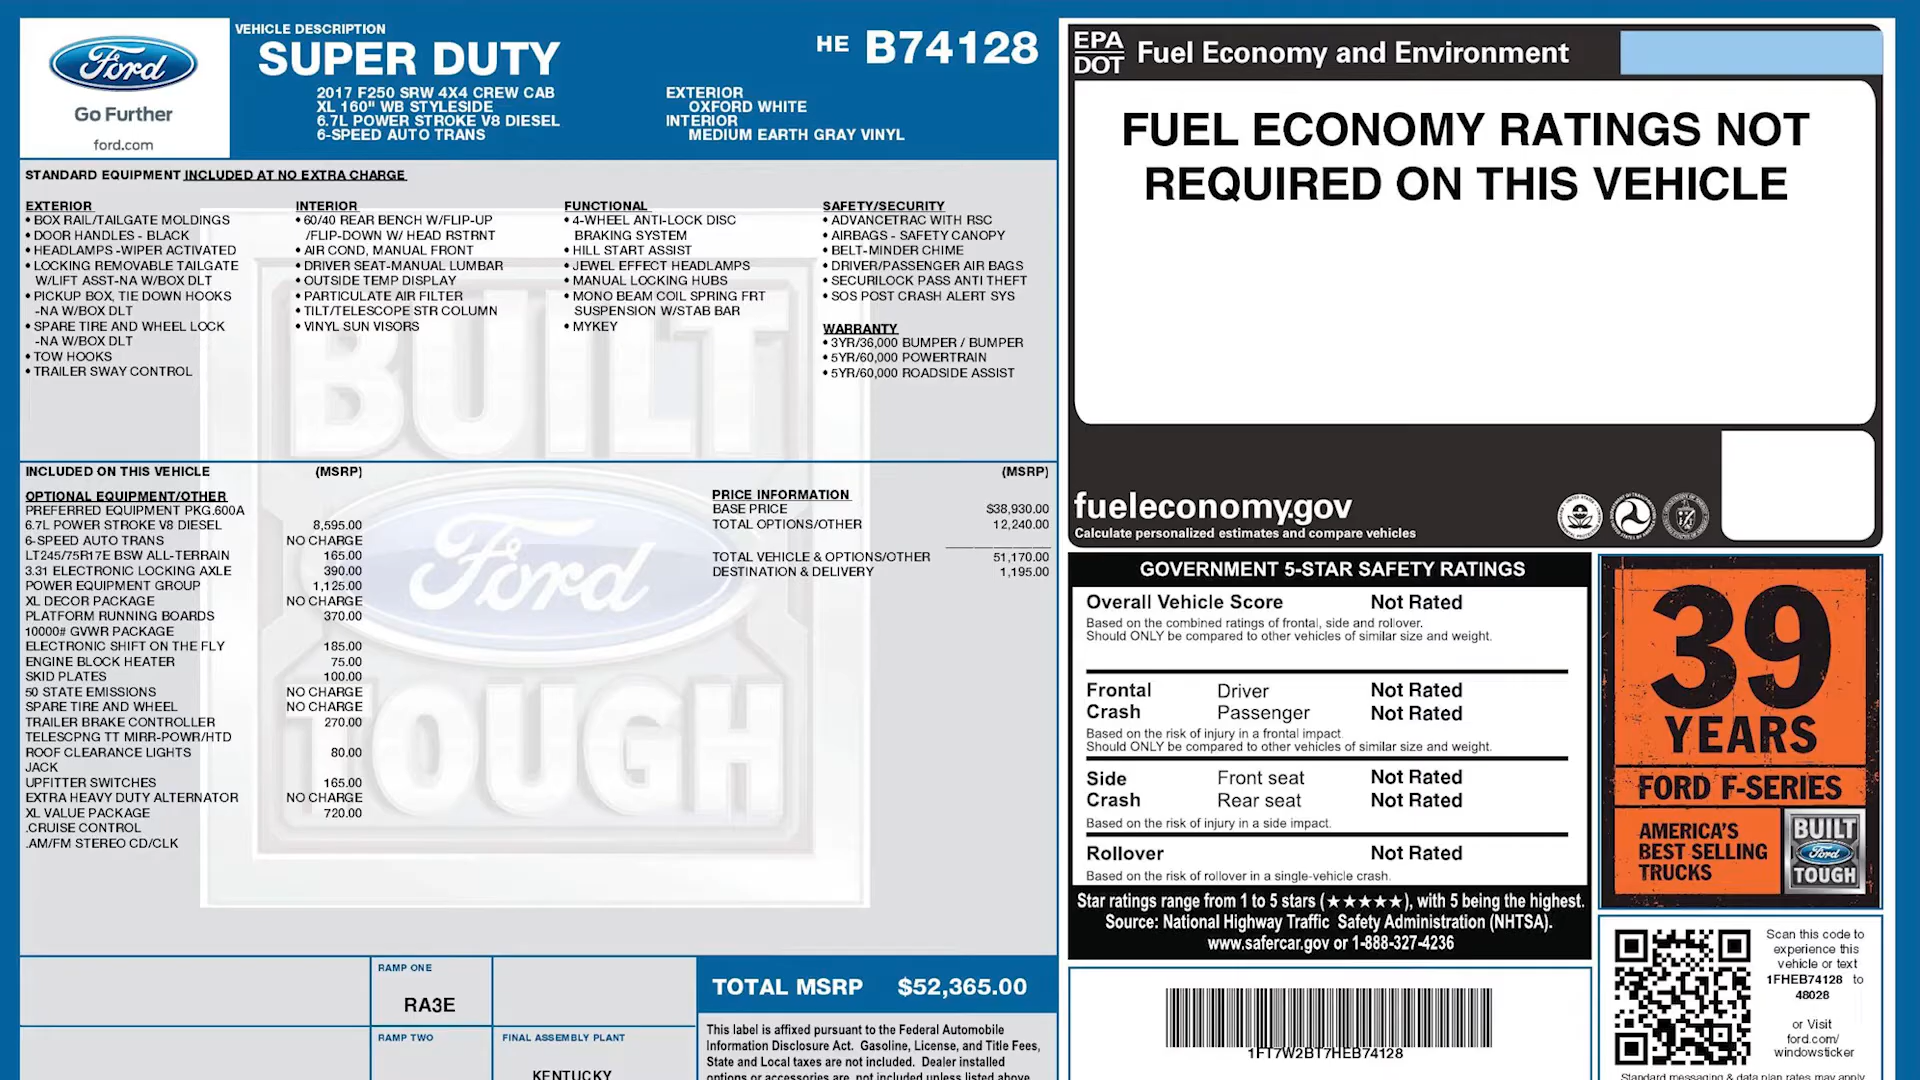 Ford
Go Further
ford.com
VEHICLE DESCRIPTION
SUPER DUTY
2017 F250 SRW 4X4 CREW CAB
XL 160" WB STYLESIDE
6.7L POWER STROKE V8 DIESEL
6-SPEED AUTO TRANS
HE B74128
EXTERIOR
OXFORD WHITE
INTERIOR
MEDIUM EARTH GRAY VINYL
STANDARD EQUIPMENT INCLUDED AT NO EXTRA CHARGE
EXTERIOR
• BOX RAIL/TAILGATE MOLDINGS
• DOOR HANDLES - BLACK
• HEADLAMPS -WIPER ACTIVATED
• LOCKING REMOVABLE TAILGATE
W/LIFT ASST-NA W/BOX DLT
• PICKUP BOX, TIE DOWN HOOKS
-NA W/BOX DLT
• SPARE TIRE AND WHEEL LOCK
-NA W/BOX DLT
• TOW HOOKS
• TRAILER SWAY CONTROL
INTERIOR
• 60/40 REAR BENCH W/FLIP-UP
/FLIP-DOWN W/ HEAD RSTRNT
• AIR COND, MANUAL FRONT
• DRIVER SEAT-MANUAL LUMBAR
• OUTSIDE TEMP DISPLAY
• PARTICULATE AIR FILTER
• TILT/TELESCOPE STR COLUMN
• VINYL SUN VISORS
FUNCTIONAL
• 4-WHEEL ANTI-LOCK DISC
BRAKING SYSTEM
• HILL START ASSIST
• JEWEL EFFECT HEADLAMPS
• MANUAL LOCKING HUBS
• MONO BEAM COIL SPRING FRT
SUSPENSION W/STAB BAR
• MYKEY
SAFETY/SECURITY
• ADVANCETRAC WITH RSC
• AIRBAGS - SAFETY CANOPY
• BELT-MINDER CHIME
• DRIVER/PASSENGER AIR BAGS
• SECURILOCK PASS ANTI THEFT
• SOS POST CRASH ALERT SYS
WARRANTY
• 3YR/36,000 BUMPER / BUMPER
• 5YR/60,000 POWERTRAIN
• 5YR/60,000 ROADSIDE ASSIST
BUILT
Ford
TOUGH
INCLUDED ON THIS VEHICLE (MSRP)
OPTIONAL EQUIPMENT/OTHER
PREFERRED EQUIPMENT PKG.600A
6.7L POWER STROKE V8 DIESEL 8,595.00
6-SPEED AUTO TRANS NO CHARGE
LT245/75R17E BSW ALL-TERRAIN 165.00
3.31 ELECTRONIC LOCKING AXLE 390.00
POWER EQUIPMENT GROUP 1,125.00
XL DECOR PACKAGE NO CHARGE
PLATFORM RUNNING BOARDS 370.00
10000# GVWR PACKAGE
ELECTRONIC SHIFT ON THE FLY 185.00
ENGINE BLOCK HEATER 75.00
SKID PLATES 100.00
50 STATE EMISSIONS NO CHARGE
SPARE TIRE AND WHEEL NO CHARGE
TRAILER BRAKE CONTROLLER 270.00
TELESCPNG TT MIRR-POWR/HTD
ROOF CLEARANCE LIGHTS 80.00
JACK
UPFITTER SWITCHES 165.00
EXTRA HEAVY DUTY ALTERNATOR NO CHARGE
XL VALUE PACKAGE 720.00
.CRUISE CONTROL
.AM/FM STEREO CD/CLK
(MSRP)
PRICE INFORMATION
BASE PRICE $38,930.00
TOTAL OPTIONS/OTHER 12,240.00
TOTAL VEHICLE & OPTIONS/OTHER 51,170.00
DESTINATION & DELIVERY 1,195.00
RAMP ONE
RA3E
RAMP TWO
FINAL ASSEMBLY PLANT
KENTUCKY
TOTAL MSRP $52,365.00
This label is affixed pursuant to the Federal Automobile
Information Disclosure Act. Gasoline, License, and Title Fees,
State and Local taxes are not included. Dealer installed
options or accessories are not included unless listed above.
EPA
DOT
Fuel Economy and Environment
FUEL ECONOMY RATINGS NOT
REQUIRED ON THIS VEHICLE
fueleconomy.gov
Calculate personalized estimates and compare vehicles
GOVERNMENT 5-STAR SAFETY RATINGS
Overall Vehicle Score Not Rated
Based on the combined ratings of frontal, side and rollover.
Should ONLY be compared to other vehicles of similar size and weight.
Frontal Driver Not Rated
Crash Passenger Not Rated
Based on the risk of injury in a frontal impact.
Should ONLY be compared to other vehicles of similar size and weight.
Side Front seat Not Rated
Crash Rear seat Not Rated
Based on the risk of injury in a side impact.
Rollover Not Rated
Based on the risk of rollover in a single-vehicle crash.
Star ratings range from 1 to 5 stars (★★★★★), with 5 being the highest.
Source: National Highway Traffic Safety Administration (NHTSA).
www.safercar.gov or 1-888-327-4236
39
YEARS
FORD F-SERIES
AMERICA'S
BEST SELLING
TRUCKS
BUILT
Ford
TOUGH
1FT7W2BT7HEB74128
Scan this code to
experience this
vehicle or text
1FHEB74128 to
48028
or Visit
ford.com/
windowsticker
Standard messaging & data plan rates may apply